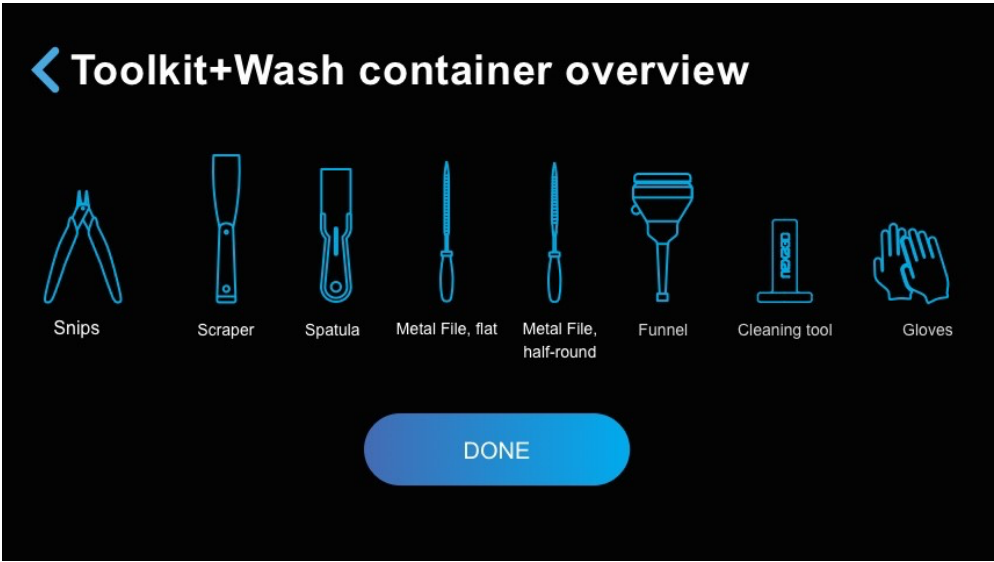 Toolkit+Wash container overview
Snips
Scraper
Spatula
Metal File, flat
Metal File,
half-round
Funnel
Cleaning tool
Gloves
DONE